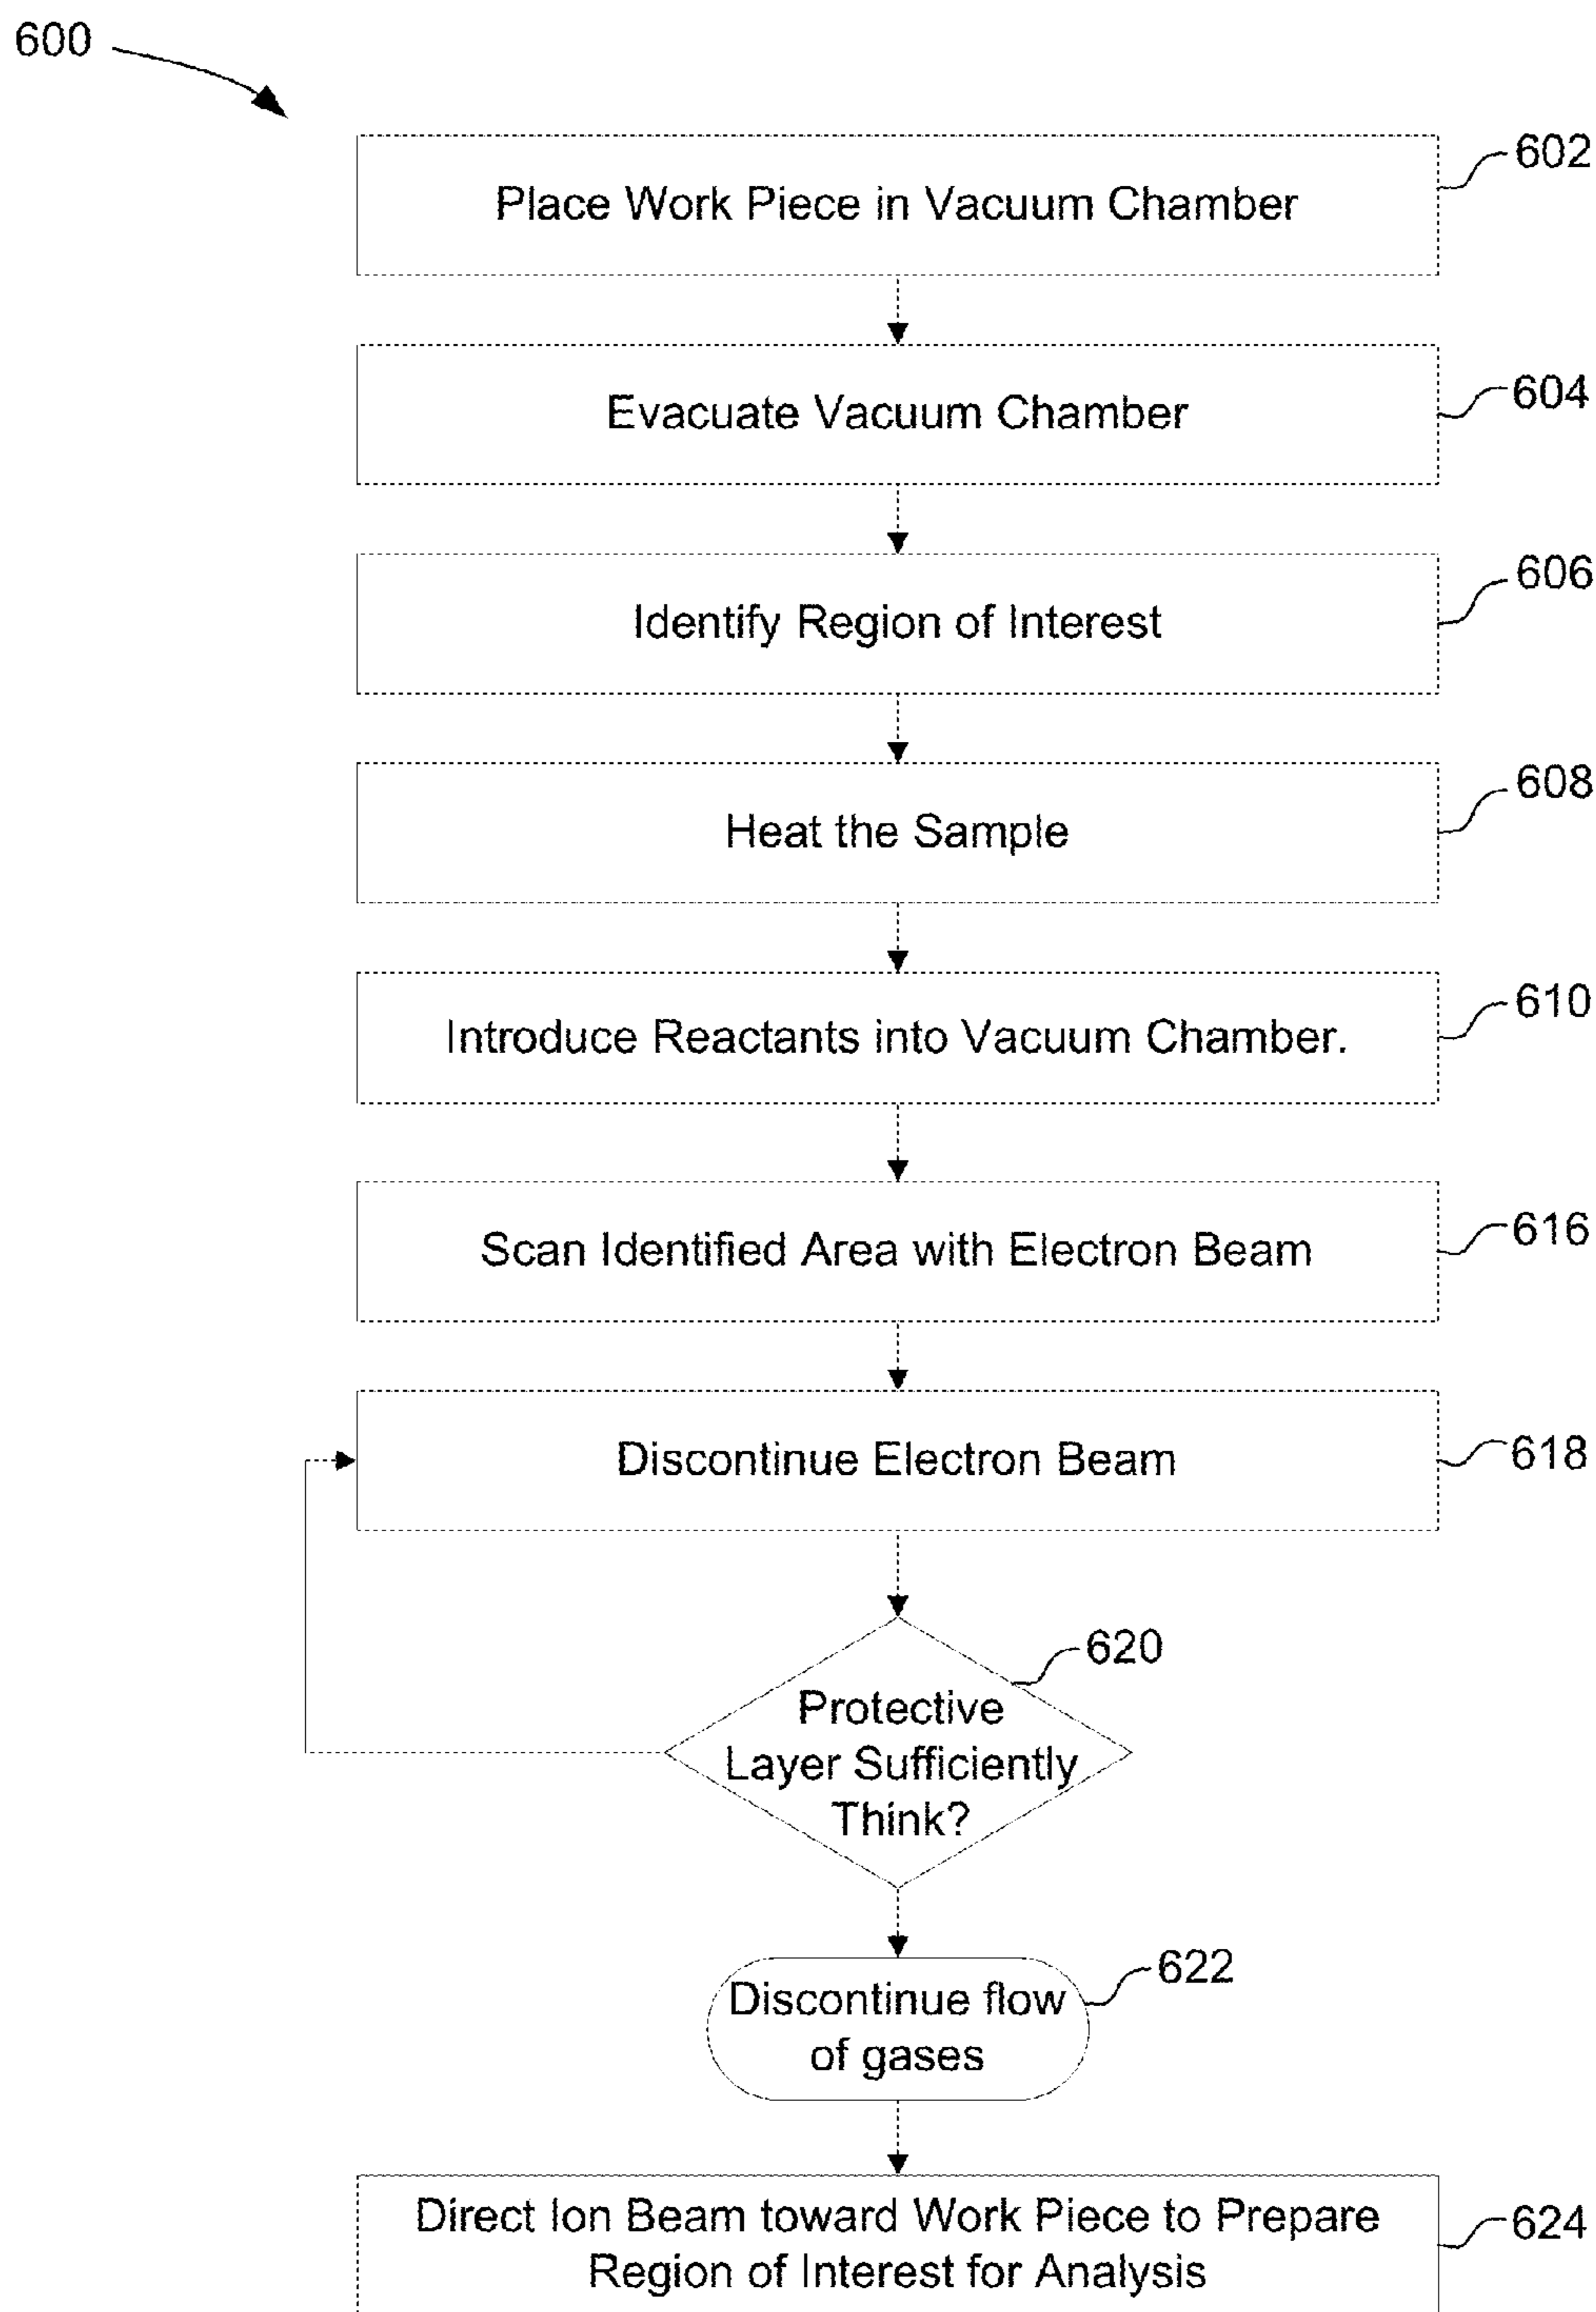 600
Place Work Piece in Vacuum Chamber
602
Evacuate Vacuum Chamber
604
Identify Region of Interest
606
Heat the Sample
608
Introduce Reactants into Vacuum Chamber.
610
Scan Identified Area with Electron Beam
616
Discontinue Electron Beam
618
620
Protective
Layer Sufficiently
Think?
622
Discontinue flow
of gases
Direct Ion Beam toward Work Piece to Prepare
Region of Interest for Analysis
624